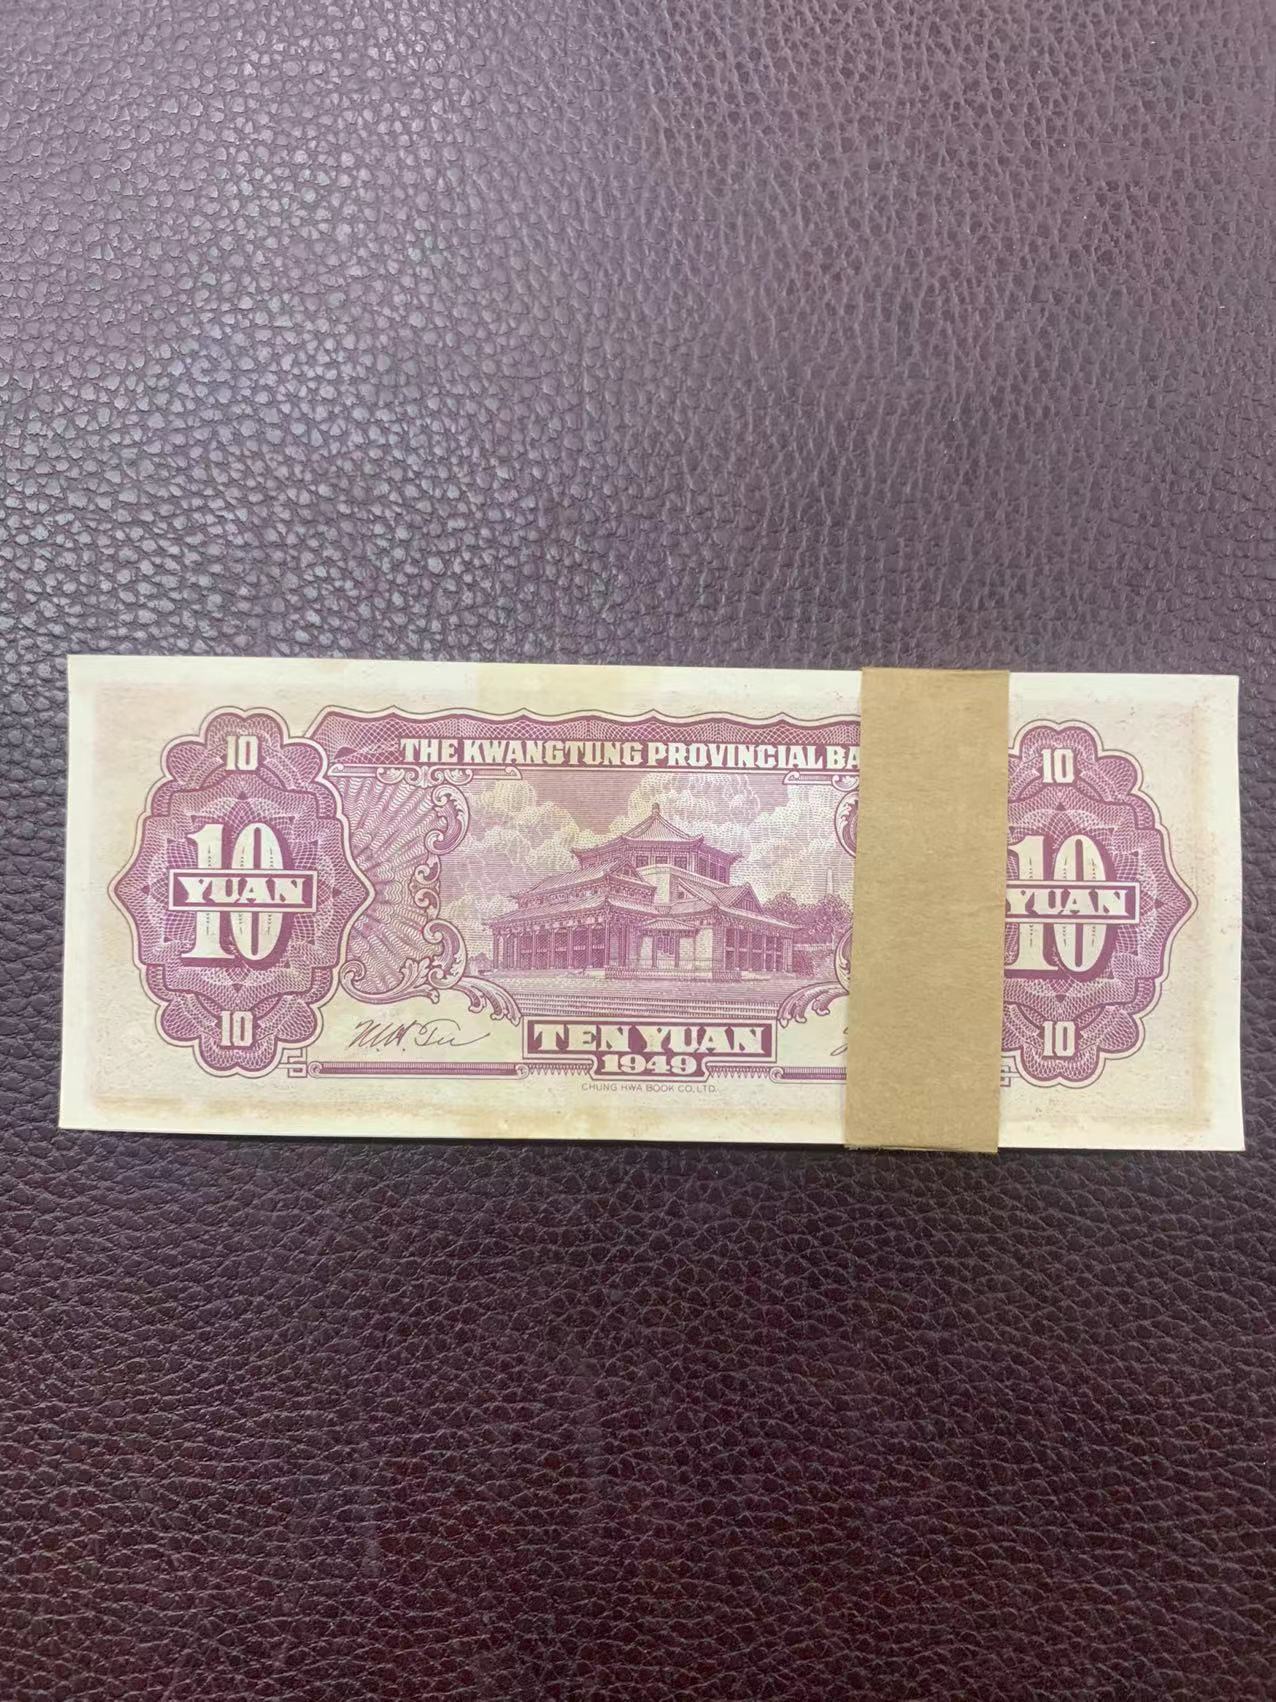 THE KWANGTUNG PROVINCIAL BA
10 10
10 10
YUAN YUAN
10 10
TEN YUAN
1949
CHUNG HWA BOOK CO., LTD.